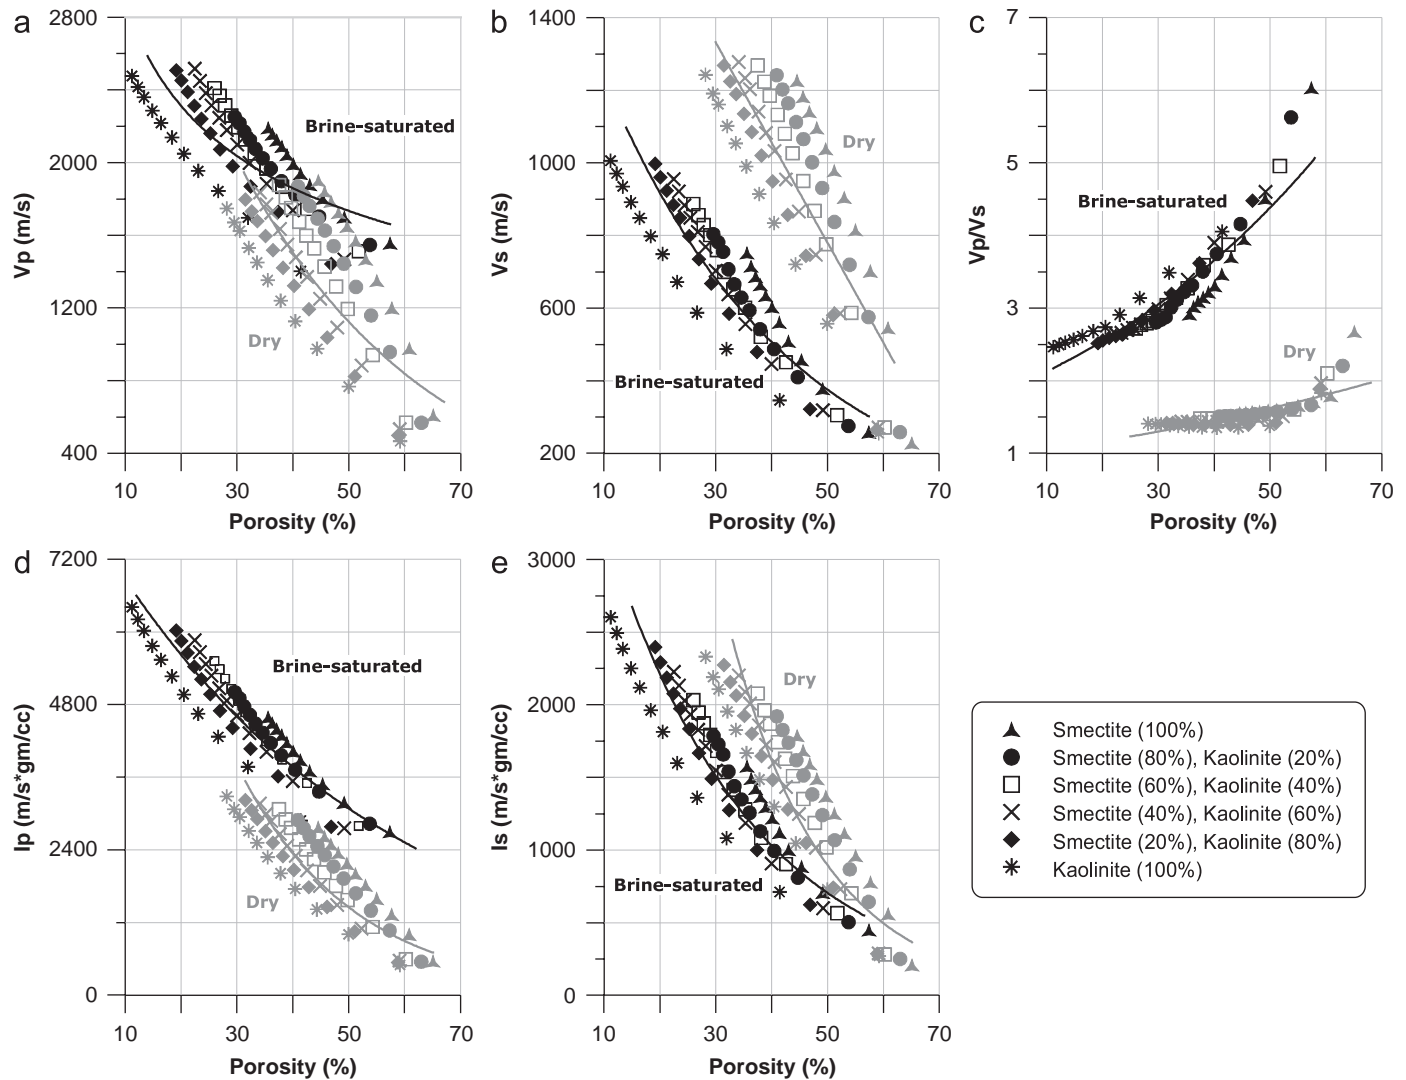 a
2800
2000
1200
400
Vp (m/s)
Brine-saturated
Dry
10 30 50 70
Porosity (%)
b
1400
1000
600
200
Vs (m/s)
Dry
Brine-saturated
10 30 50 70
Porosity (%)
c
7
5
3
1
Vp/Vs
Brine-saturated
Dry
10 30 50 70
Porosity (%)
d
7200
4800
2400
0
Ip (m/s*gm/cc)
Brine-saturated
Dry
10 30 50 70
Porosity (%)
e
3000
2000
1000
0
Is (m/s*gm/cc)
Dry
Brine-saturated
10 30 50 70
Porosity (%)
Smectite (100%)
Smectite (80%), Kaolinite (20%)
Smectite (60%), Kaolinite (40%)
Smectite (40%), Kaolinite (60%)
Smectite (20%), Kaolinite (80%)
Kaolinite (100%)